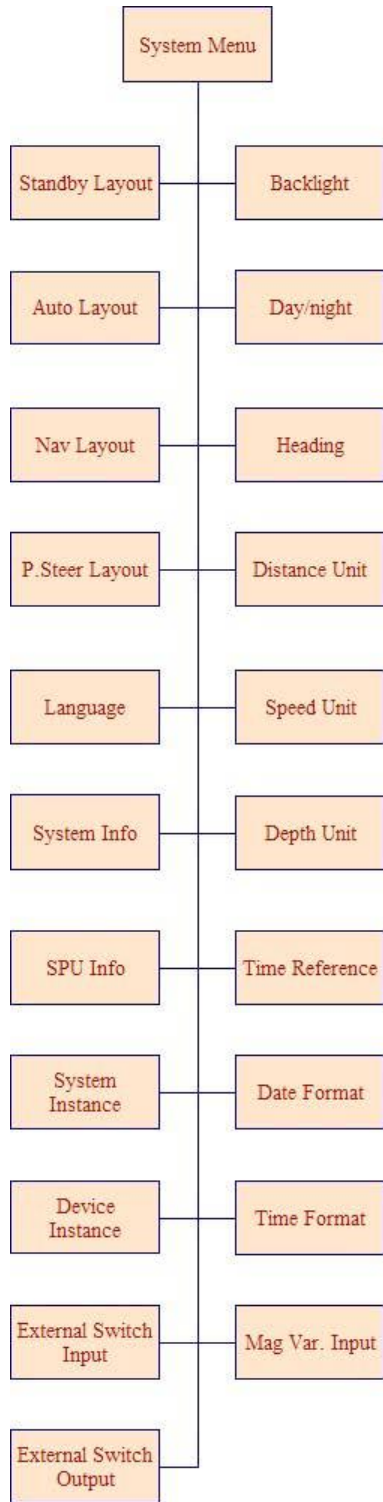 System Menu
Standby Layout
Backlight
Auto Layout
Day/night
Nav Layout
Heading
P.Steer Layout
Distance Unit
Language
Speed Unit
System Info
Depth Unit
SPU Info
Time Reference
System
Instance
Date Format
Device
Instance
Time Format
External Switch
Input
Mag Var. Input
External Switch
Output